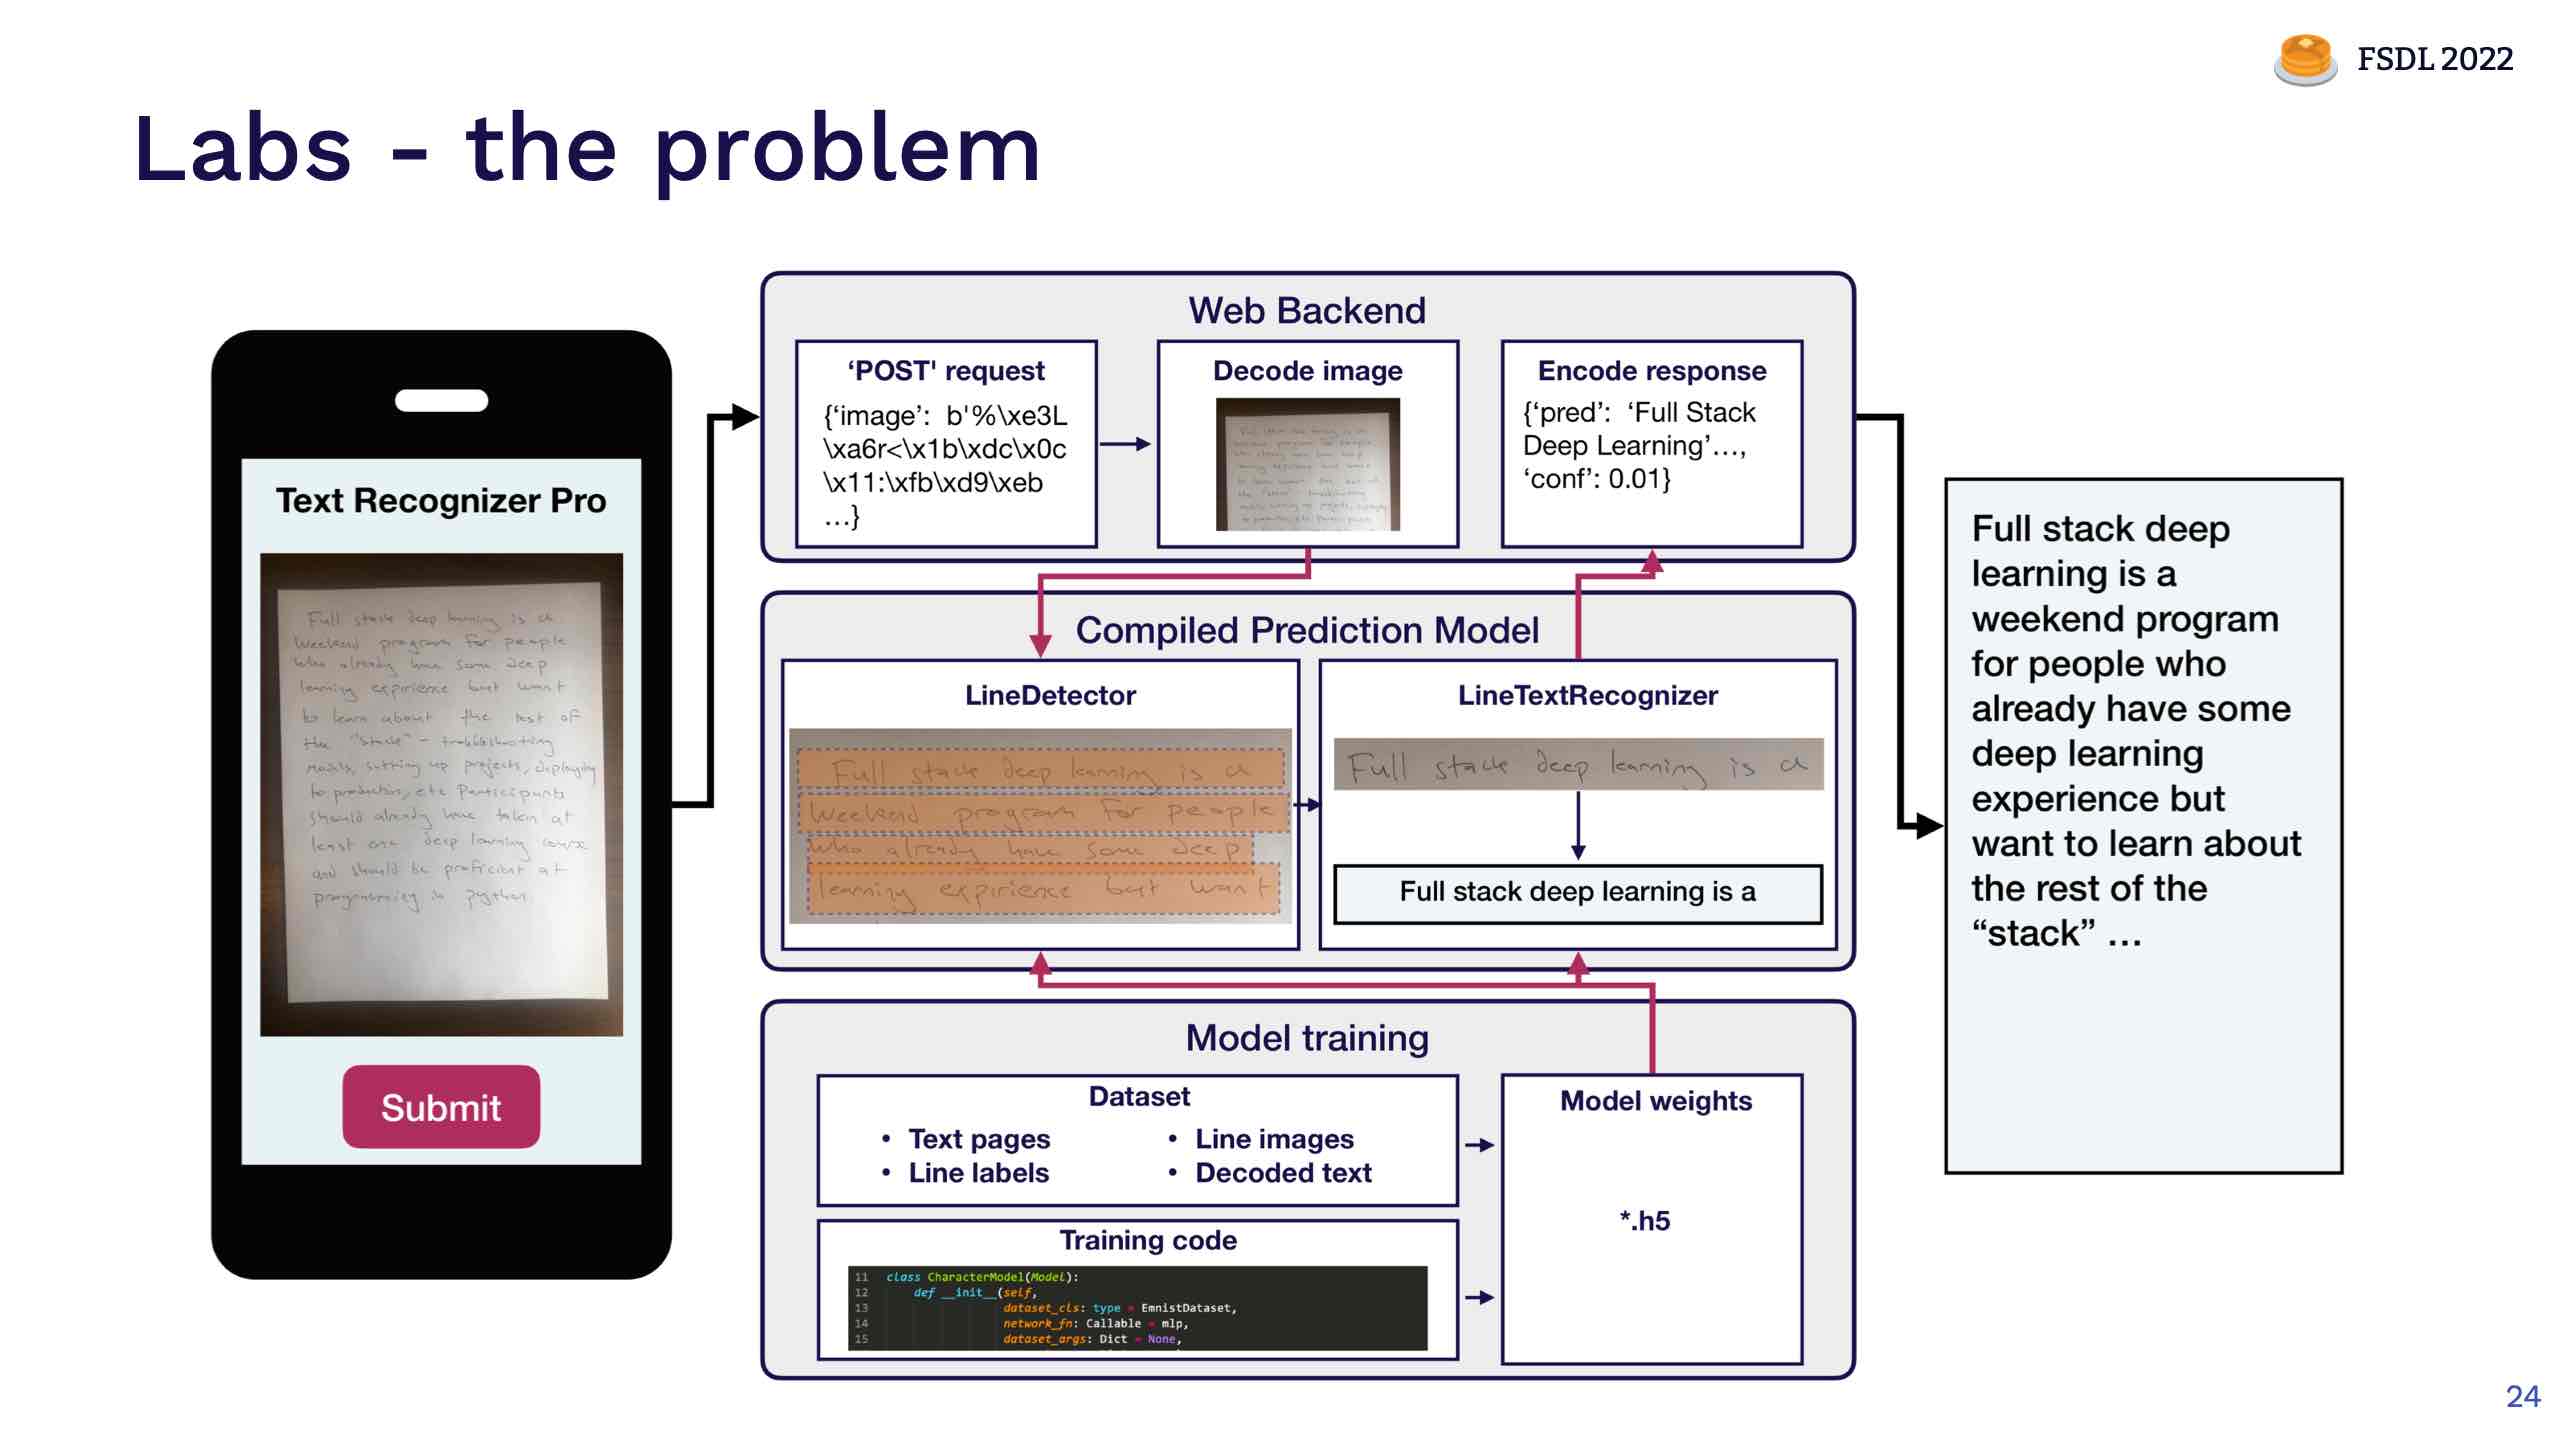 FSDL 2022
Labs - the problem
Text Recognizer Pro
Full stack deep learning is a
weekend program for people
who already have some deep
learning expirience but want
to learn about the rest of
the "stack" - troubleshooting
models, setting up projects, deploying
to production, etc Participants
should already have taken at
least one deep learning course
and should be proficient at
programming in python.
Submit
Web Backend
‘POST' request
{‘image’: b'%\xe3L
\xa6r<\x1b\xdc\x0c
\x11:\xfb\xd9\xeb
…}
Decode image
Encode response
{‘pred’: ‘Full Stack
Deep Learning’…,
‘conf’: 0.01}
Compiled Prediction Model
LineDetector
Full stack deep learning is a
weekend program for people
who already have some deep
learning expirience but want
LineTextRecognizer
Full stack deep learning is a
Full stack deep learning is a
Model training
Dataset
• Text pages
• Line labels
• Line images
• Decoded text
Training code
11 class CharacterModel(Model):
12 def __init__(self,
13 dataset_cls: type = EmnistDataset,
14 network_fn: Callable = mlp,
15 dataset_args: Dict = None,
Model weights
*.h5
Full stack deep
learning is a
weekend program
for people who
already have some
deep learning
experience but
want to learn about
the rest of the
“stack” …
24